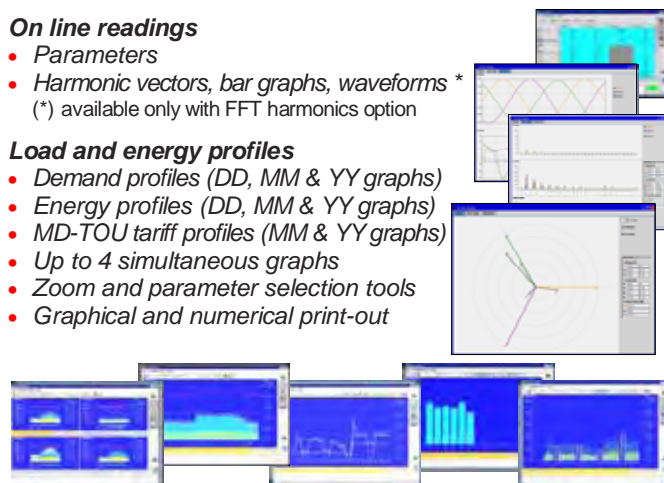 On line readings
• Parameters
• Harmonic vectors, bar graphs, waveforms *
(*) available only with FFT harmonics option
Load and energy profiles
• Demand profiles (DD, MM & YY graphs)
• Energy profiles (DD, MM & YY graphs)
• MD-TOU tariff profiles (MM & YY graphs)
• Up to 4 simultaneous graphs
• Zoom and parameter selection tools
• Graphical and numerical print-out